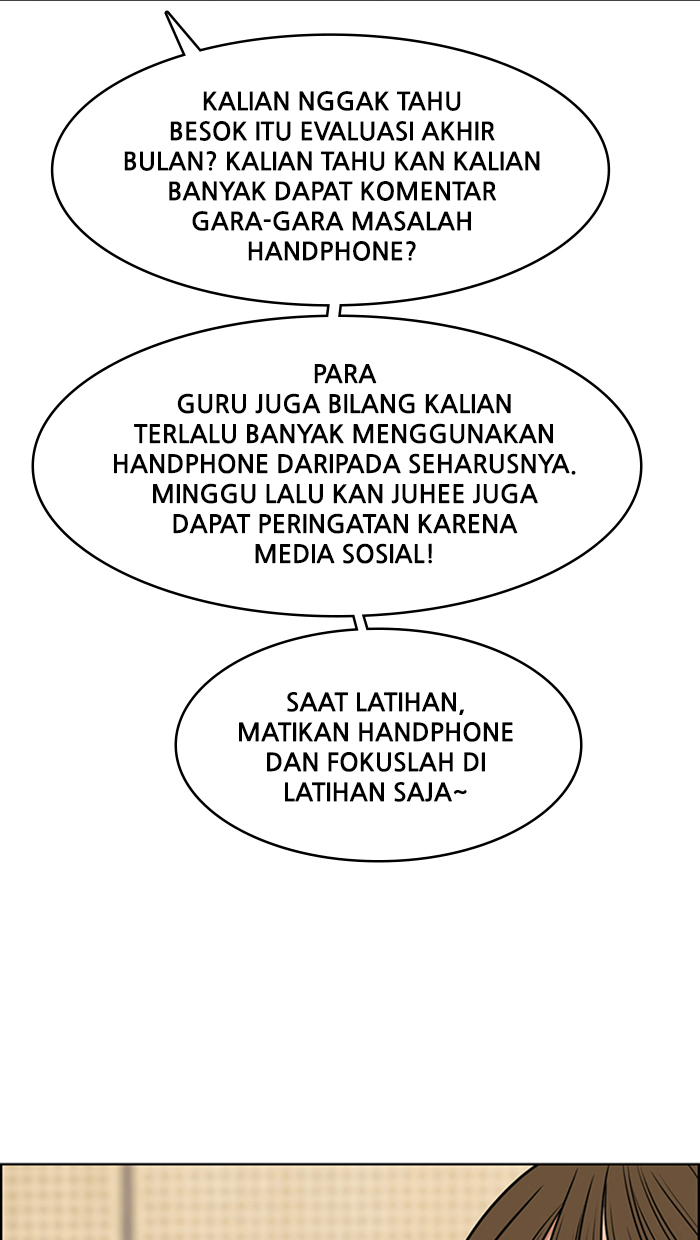 KALIAN NGGAK TAHU
BESOK ITU EVALUASI AKHIR
BULAN? KALIAN TAHU KAN KALIAN
BANYAK DAPAT KOMENTAR
GARA-GARA MASALAH
HANDPHONE?
PARA
GURU JUGA BILANG KALIAN
TERLALU BANYAK MENGGUNAKAN
HANDPHONE DARIPADA SEHARUSNYA.
MINGGU LALU KAN JUHEE JUGA
DAPAT PERINGATAN KARENA
MEDIA SOSIAL!
SAAT LATIHAN,
MATIKAN HANDPHONE
DAN FOKUSLAH DI
LATIHAN SAJA~